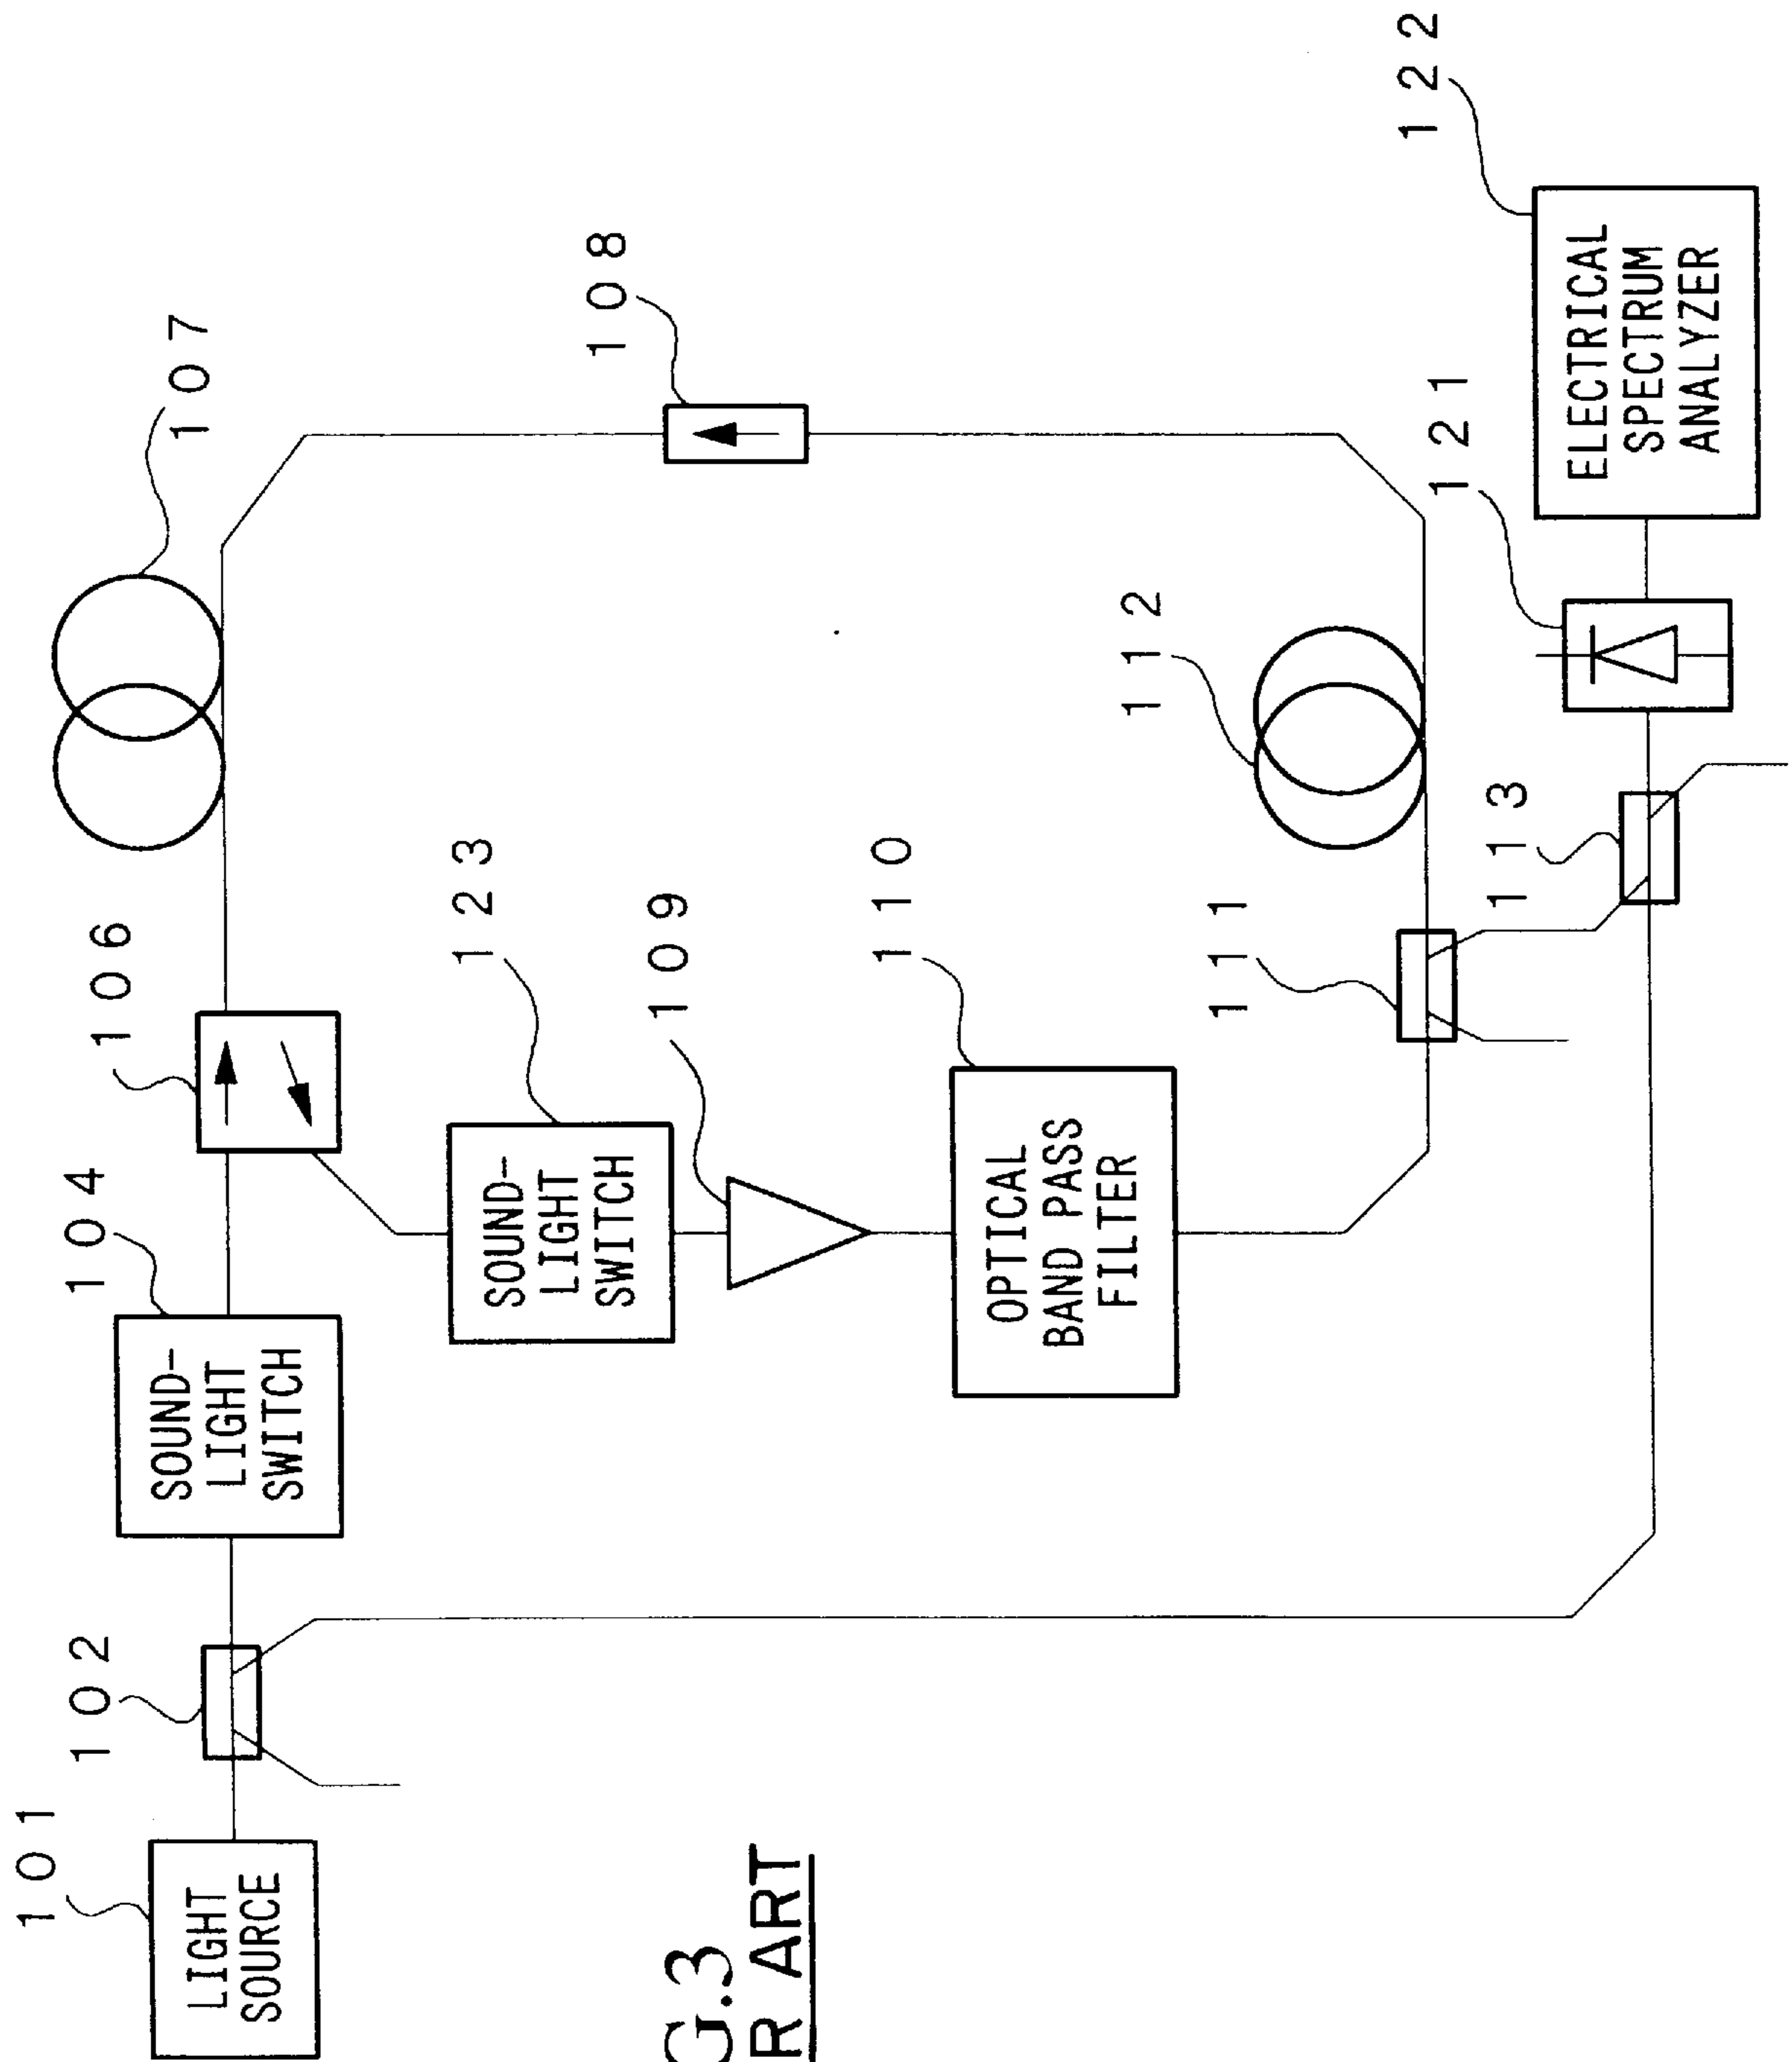 101
LIGHT
SOURCE
102
104
SOUND-
LIGHT
SWITCH
106
107
108
123
SOUND-
LIGHT
SWITCH
109
110
OPTICAL
BAND PASS
FILTER
111
112
113
121
122
ELECTRICAL
SPECTRUM
ANALYZER
G.3
R ART